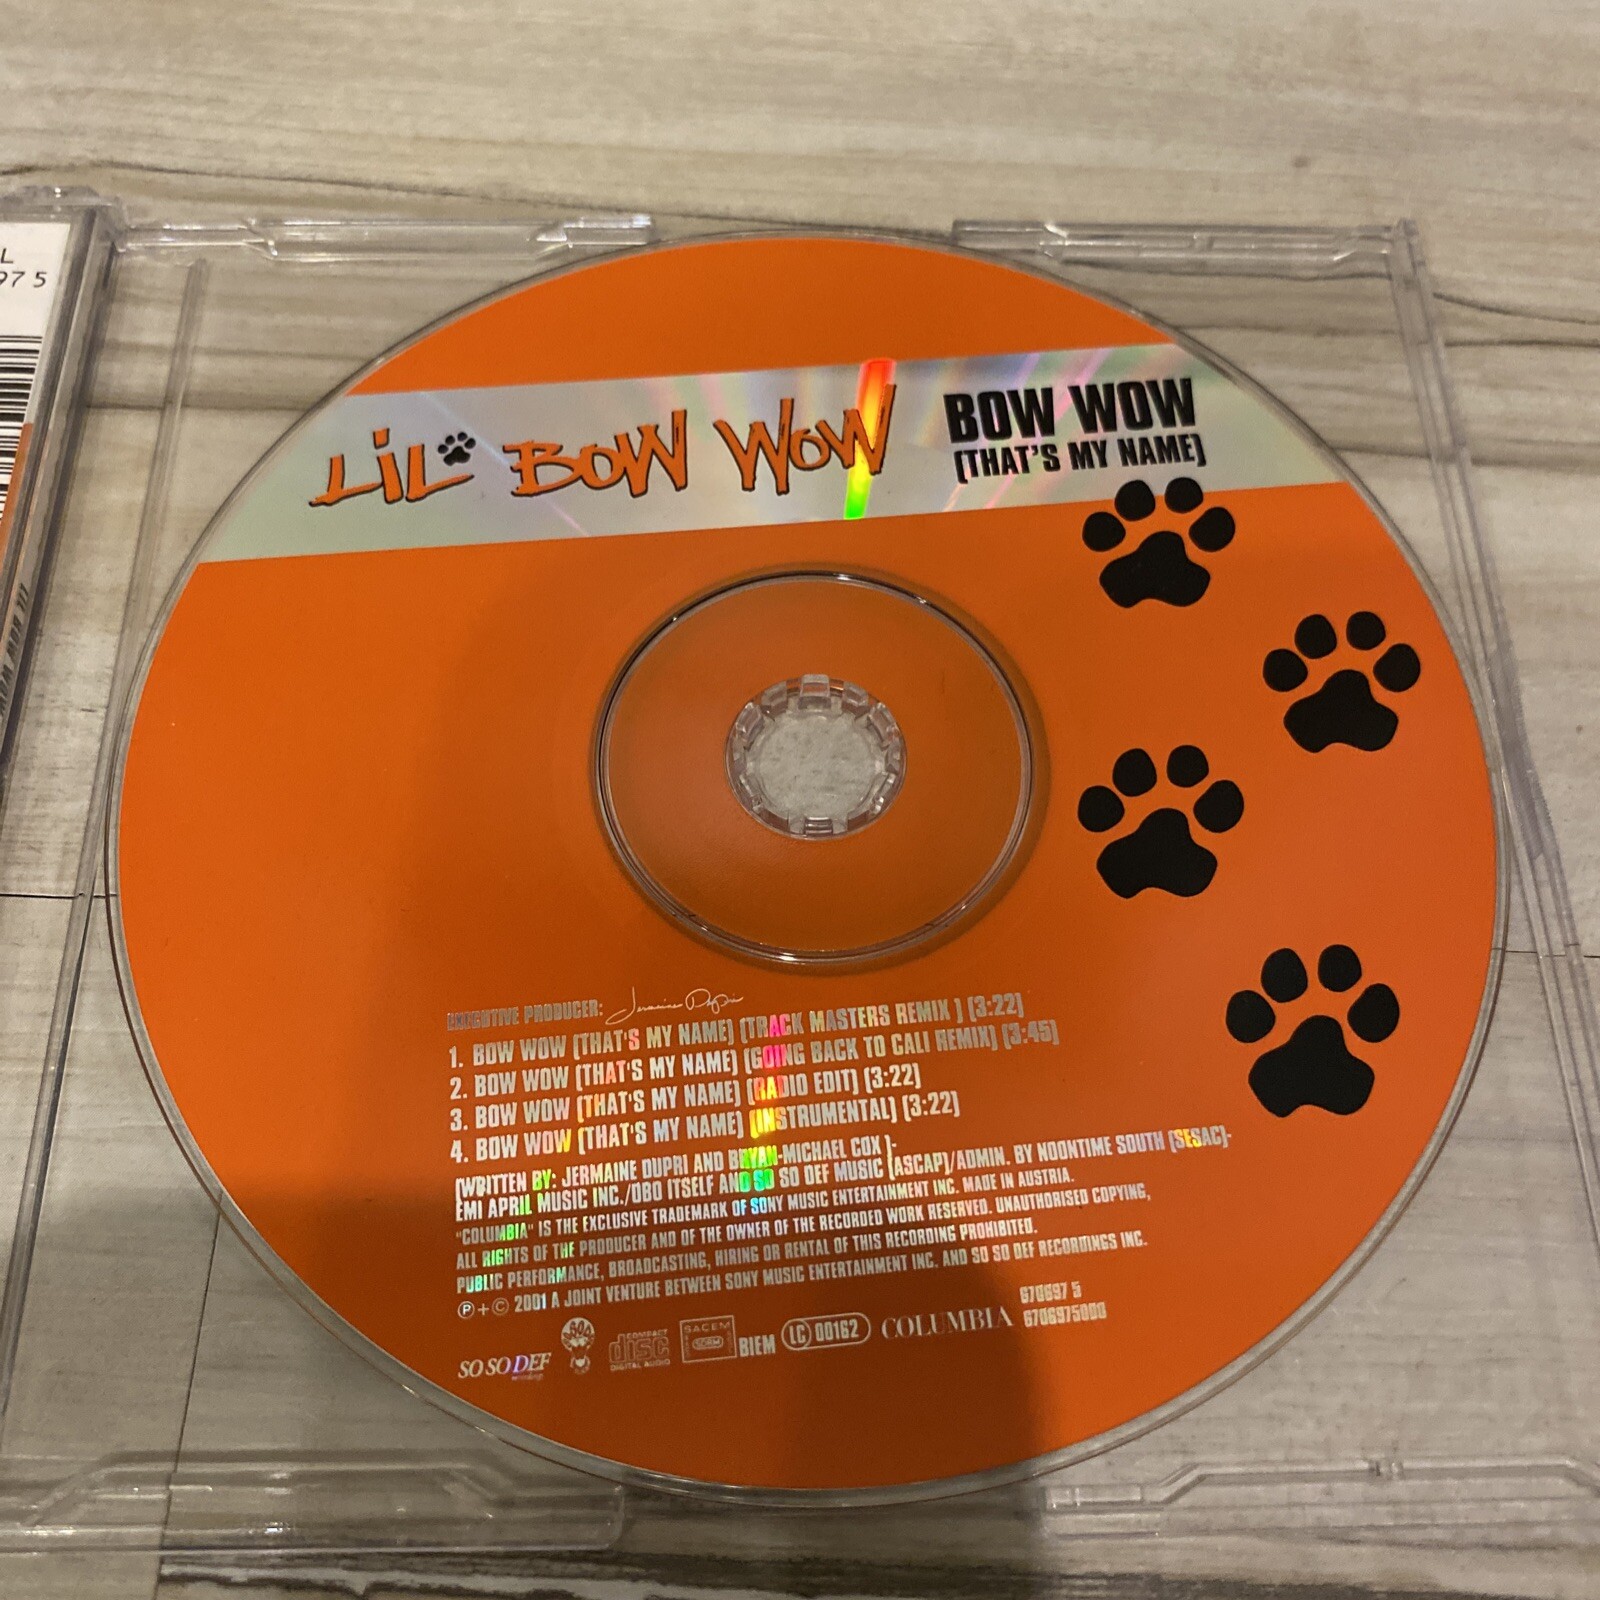 L
97 5
LIL BOW WOW
BOW WOW
(THAT'S MY NAME)
EXECUTIVE PRODUCER: Jermaine Dupri
1. BOW WOW (THAT'S MY NAME) (TRACK MASTERS REMIX ) (3:22)
2. BOW WOW (THAT'S MY NAME) (GOING BACK TO CALI REMIX) (3:45)
3. BOW WOW (THAT'S MY NAME) (RADIO EDIT) (3:22)
4. BOW WOW (THAT'S MY NAME) (INSTRUMENTAL) (3:22)
(WRITTEN BY: JERMAINE DUPRI AND BRYAN-MICHAEL COX )-
EMI APRIL MUSIC INC./OBO ITSELF AND SO SO DEF MUSIC (ASCAP)/ADMIN. BY NOONTIME SOUTH (SESAC)-
"COLUMBIA" IS THE EXCLUSIVE TRADEMARK OF SONY MUSIC ENTERTAINMENT INC. MADE IN AUSTRIA.
ALL RIGHTS OF THE PRODUCER AND OF THE OWNER OF THE RECORDED WORK RESERVED. UNAUTHORISED COPYING,
PUBLIC PERFORMANCE, BROADCASTING, HIRING OR RENTAL OF THIS RECORDING PROHIBITED.
℗+© 2001 A JOINT VENTURE BETWEEN SONY MUSIC ENTERTAINMENT INC. AND SO SO DEF RECORDINGS INC.
SO SO DEF recordings
COMPACT disc DIGITAL AUDIO
SACEM SDRM
BIEM
LC 00162
COLUMBIA
670697 5
6706975000